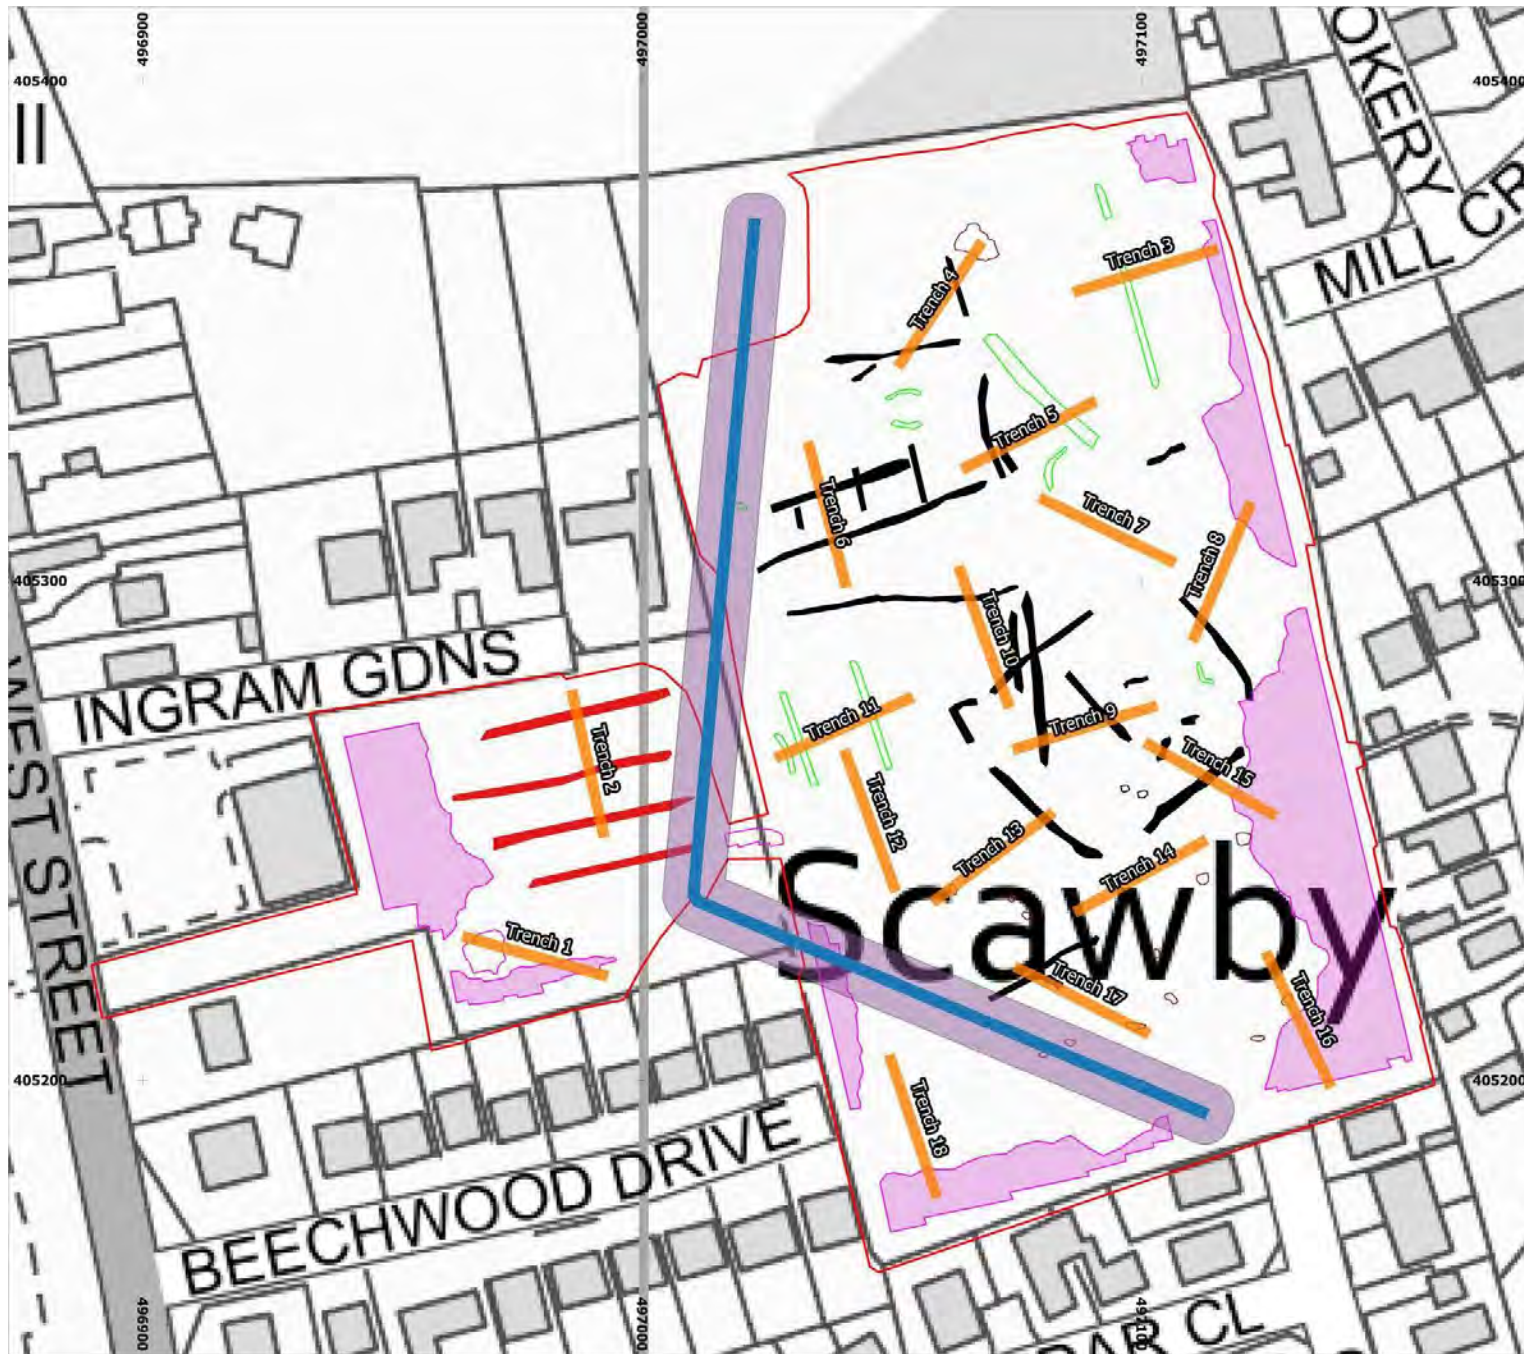 496900
497000
497100
405400
405400
II
OKERY
MILL
CR
Trench 3
Trench 4
Trench 5
Trench 6
Trench 7
Trench 8
405300
405300
Trench 10
INGRAM GDNS
WEST STREET
Trench 2
Trench 11
Trench 9
Trench 15
Trench 12
Trench 13
Trench 14
Scawby
Trench 1
Trench 17
Trench 16
405200
405200
Trench 18
BEECHWOOD DRIVE
496900
497000
497100
AR CL